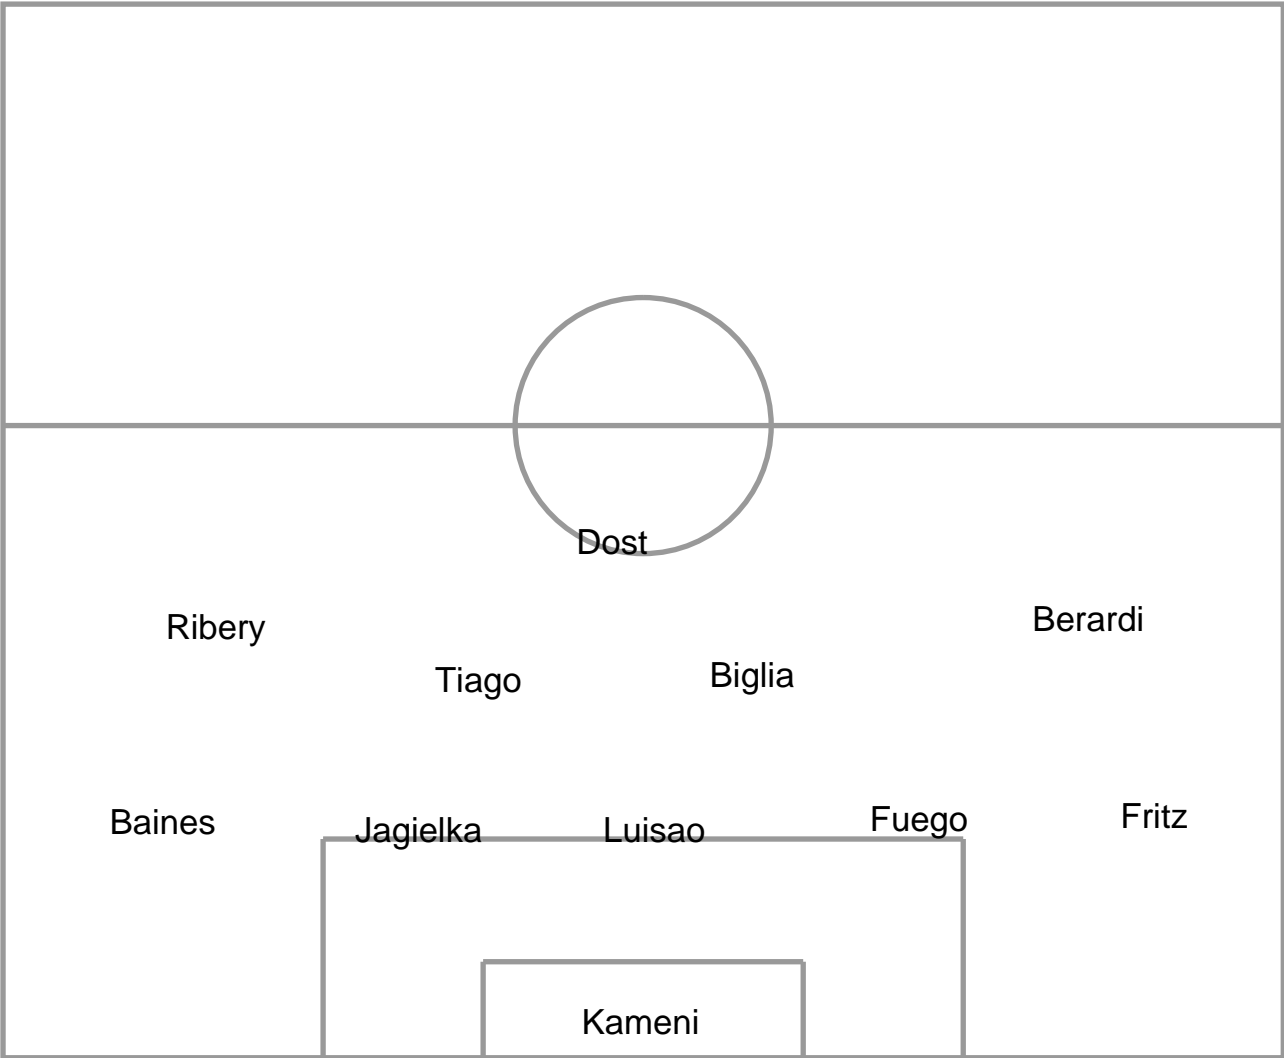 Dost
Ribery
Berardi
Tiago
Biglia
Baines
Jagielka
Luisao
Fuego
Fritz
Kameni